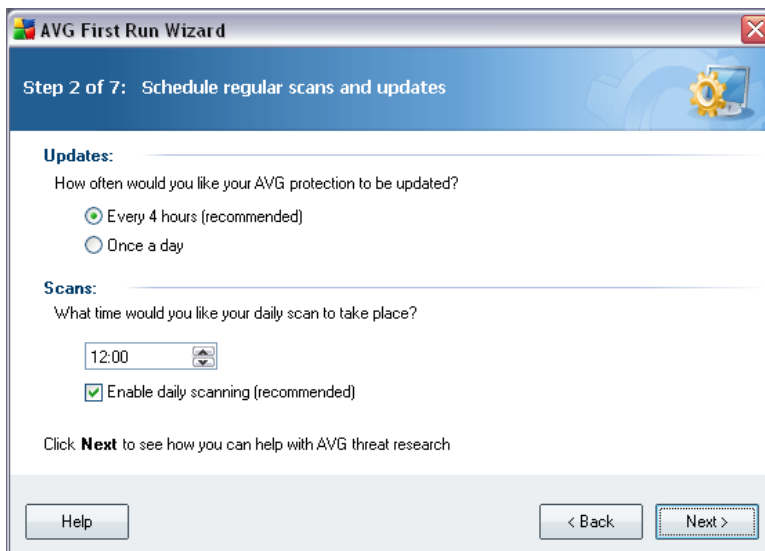 AVG First Run Wizard
Step 2 of 7: Schedule regular scans and updates
Updates:
How often would you like your AVG protection to be updated?
Every 4 hours (recommended)
Once a day
Scans:
What time would you like your daily scan to take place?
12:00
Enable daily scanning (recommended)
Click Next to see how you can help with AVG threat research
Help
< Back
Next >